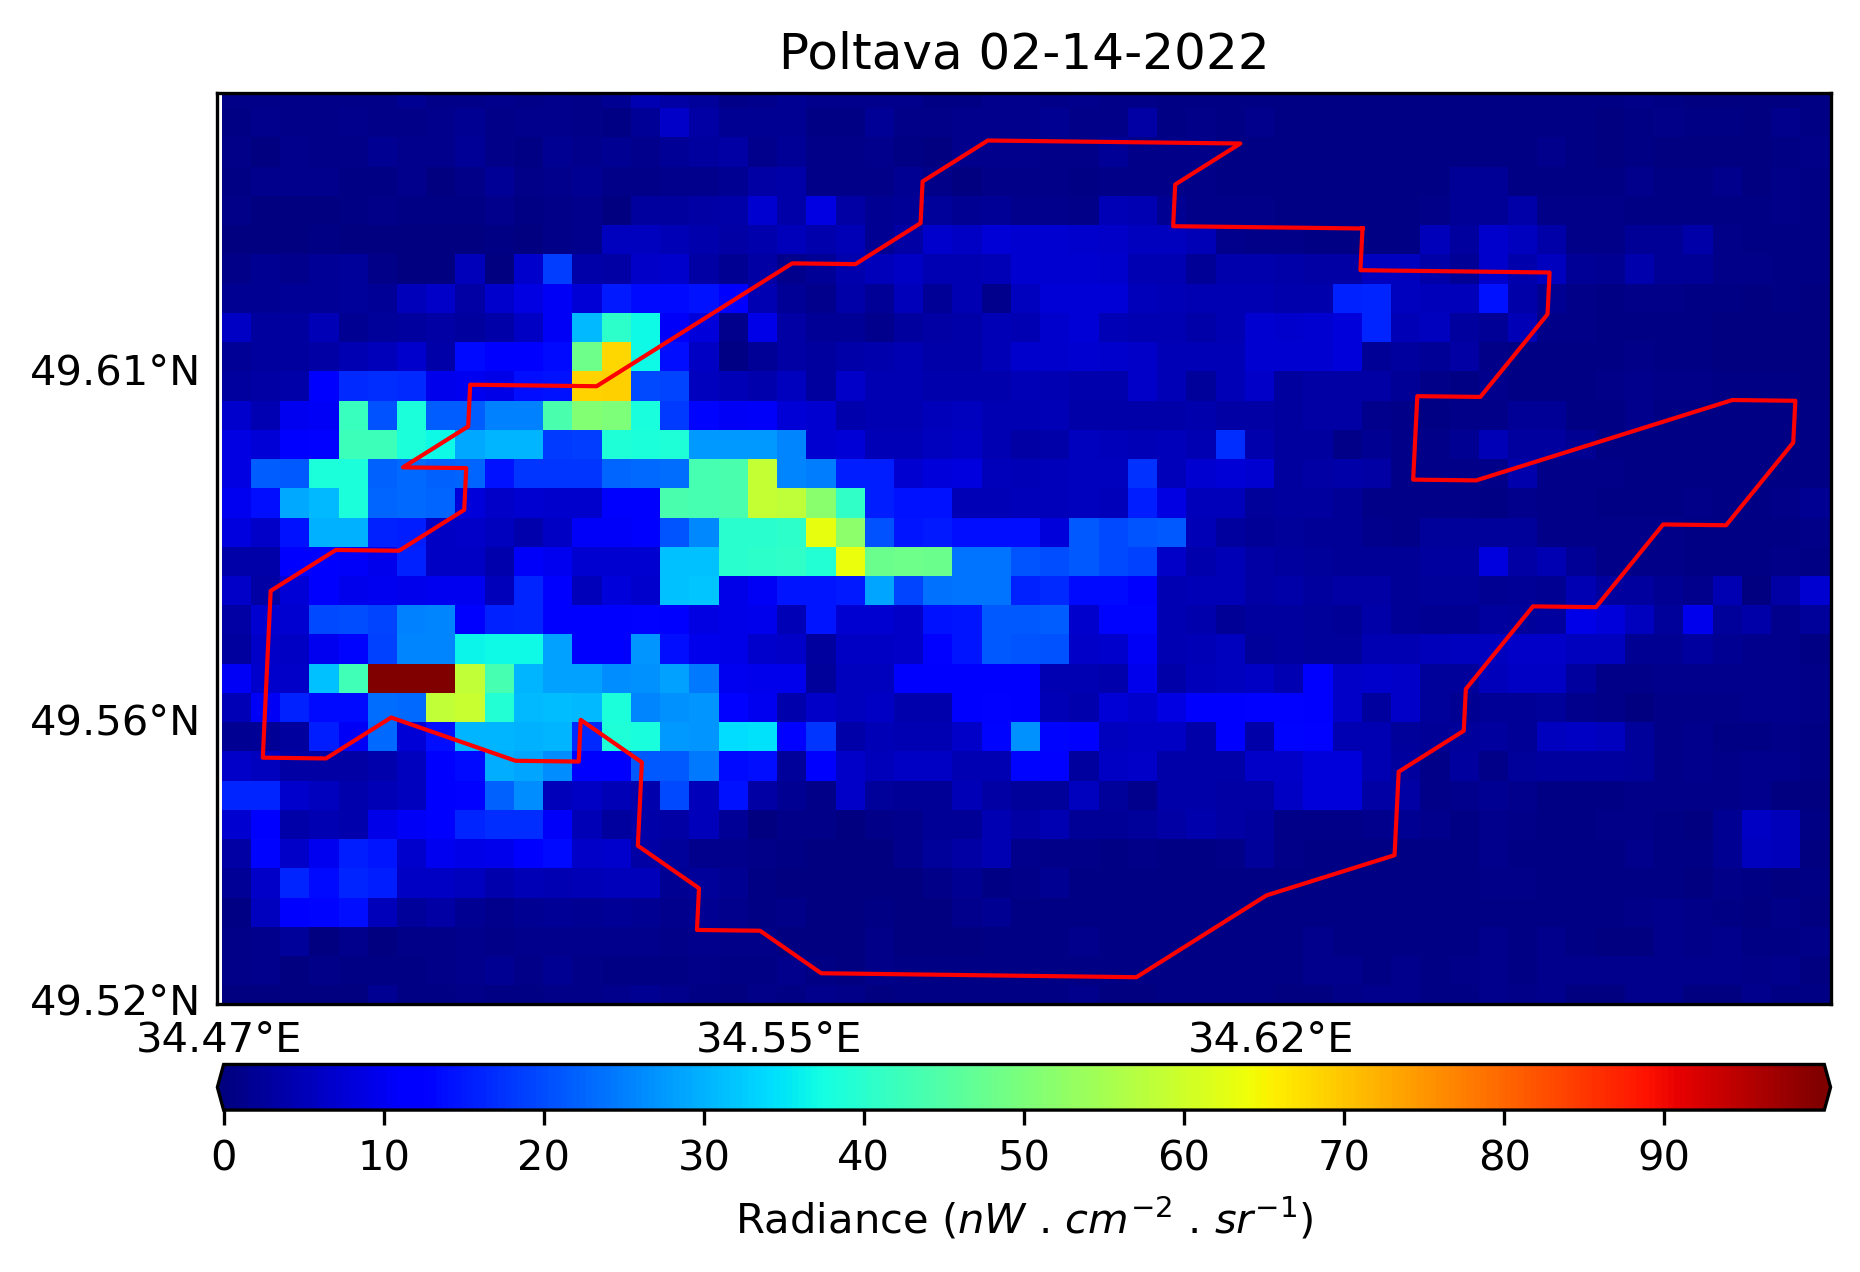 Poltava 02-14-2022
49.61°N
49.56°N
49.52°N
34.47°E 34.55°E 34.62°E
0 10 20 30 40 50 60 70 80 90
Radiance (nW . cm⁻² . sr⁻¹)